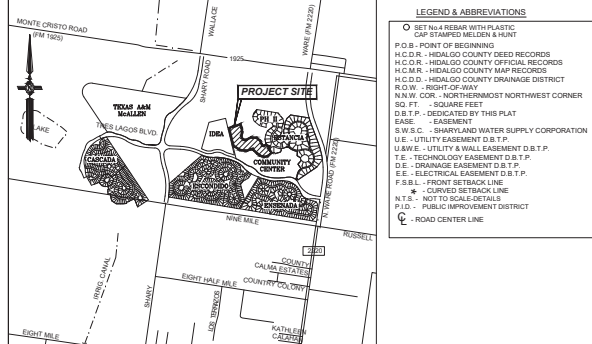 MONTE CRISTO ROAD
(FM 1925)
WALLACE
WARE (FM 2220)
1925
SHARY ROAD
PROJECT SITE
TEXAS A&M
McALLEN
LAKE
TRES LAGOS BLVD.
IDEA
PH II
ESTANCIA
COMMUNITY
CENTER
CASCADA
ESCONDIDO
ENSENADA
N. WARE ROAD (FM 2220)
NINE MILE
RUSSELL
2220
IRRIG. CANAL
SHARY
COUNTY
CALMA ESTATES
EIGHT HALF MILE
COUNTRY COLONY
LOS TERRAZOS
KATHLEEN
CALAHAN
EIGHT MILE
LEGEND & ABBREVIATIONS
SET No.4 REBAR WITH PLASTIC
CAP STAMPED MELDEN & HUNT
P.O.B - POINT OF BEGINNING
H.C.D.R. - HIDALGO COUNTY DEED RECORDS
H.C.O.R. - HIDALGO COUNTY OFFICIAL RECORDS
H.C.M.R. - HIDALGO COUNTY MAP RECORDS
H.C.D.D. - HIDALGO COUNTY DRAINAGE DISTRICT
R.O.W. - RIGHT-OF-WAY
N.N.W. COR. - NORTHERNMOST NORTHWEST CORNER
SQ. FT. - SQUARE FEET
D.B.T.P. - DEDICATED BY THIS PLAT
EASE. - EASEMENT
S.W.S.C. - SHARYLAND WATER SUPPLY CORPORATION
U.E. - UTILITY EASEMENT D.B.T.P.
U.&W.E. - UTILITY & WALL EASEMENT D.B.T.P.
T.E. - TECHNOLOGY EASEMENT D.B.T.P.
D.E. - DRAINAGE EASEMENT D.B.T.P.
E.E. - ELECTRICAL EASEMENT D.B.T.P.
F.S.B.L. - FRONT SETBACK LINE
* - CURVED SETBACK LINE
N.T.S. - NOT TO SCALE-DETAILS
P.I.D. - PUBLIC IMPROVEMENT DISTRICT
℄ - ROAD CENTER LINE